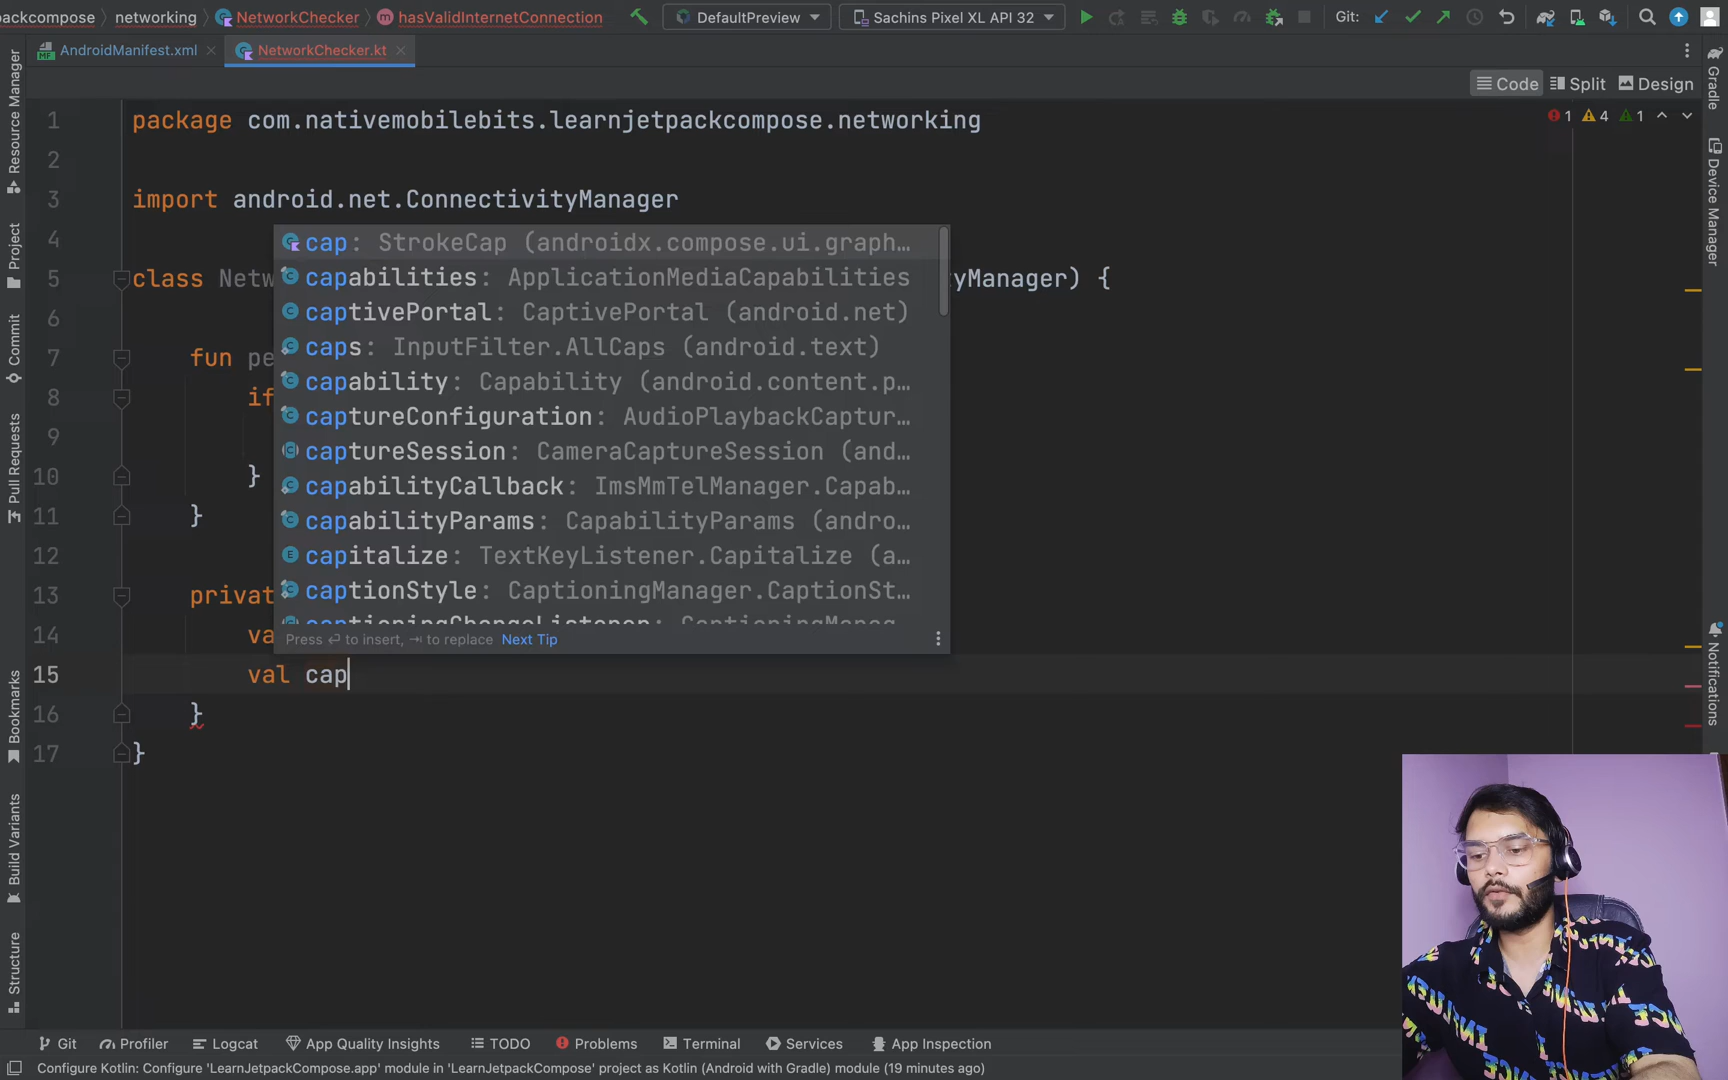 packcompose networking NetworkChecker hasValidInternetConnection DefaultPreview Sachins Pixel XL API 32 Git:
AndroidManifest.xml NetworkChecker.kt
Code Split Design
1 package com.nativemobilebits.learnjetpackcompose.networking 1 4 1
2
3 import android.net.ConnectivityManager
4
5 class Netw yManager) {
6
7 fun pe
8 if
9
10 }
11 }
12
13 privat
14 va
15 val cap
16 }
17 }
cap: StrokeCap (androidx.compose.ui.graph…
capabilities: ApplicationMediaCapabilities
captivePortal: CaptivePortal (android.net)
caps: InputFilter.AllCaps (android.text)
capability: Capability (android.content.p…
captureConfiguration: AudioPlaybackCaptur…
captureSession: CameraCaptureSession (and…
capabilityCallback: ImsMmTelManager.Capab…
capabilityParams: CapabilityParams (andro…
capitalize: TextKeyListener.Capitalize (a…
captionStyle: CaptioningManager.CaptionSt…
Press ⏎ to insert, ⇥ to replace Next Tip
Resource Manager
Project
Commit
Pull Requests
Bookmarks
Build Variants
Structure
Gradle
Device Manager
Notifications
Git Profiler Logcat App Quality Insights TODO Problems Terminal Services App Inspection
Configure Kotlin: Configure 'LearnJetpackCompose.app' module in 'LearnJetpackCompose' project as Kotlin (Android with Gradle) module (19 minutes ago)